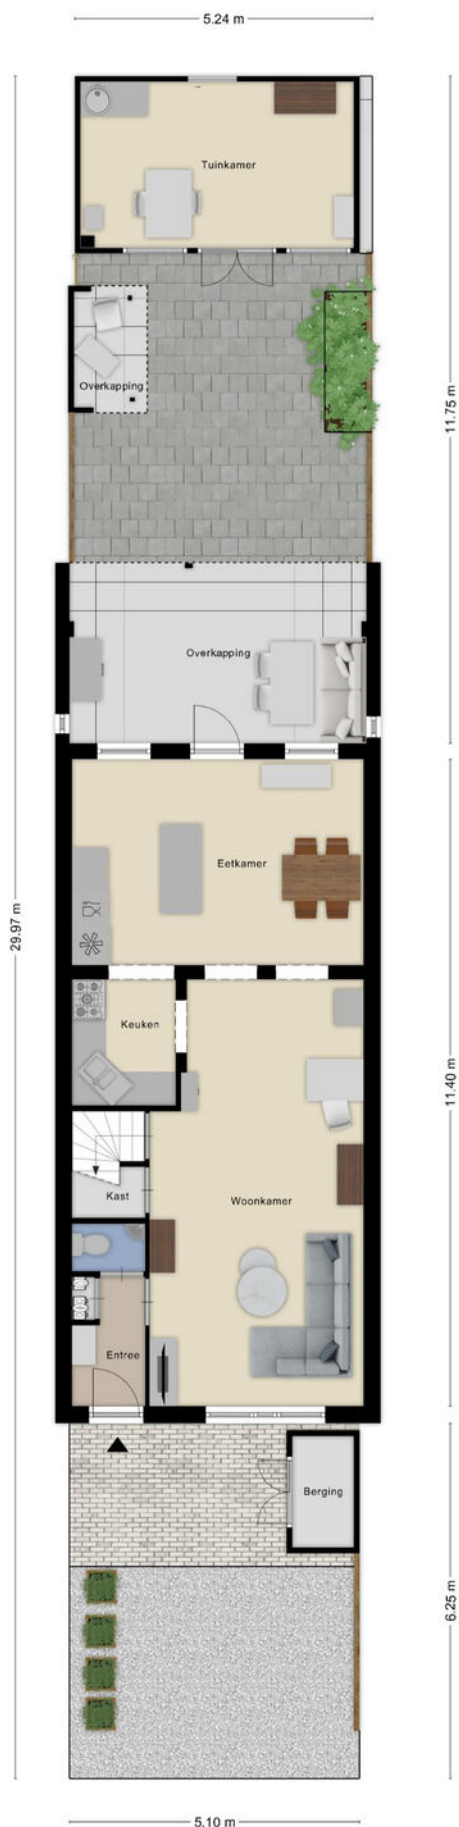 5.24 m
Tuinkamer
Overkapping
11.75 m
Overkapping
Eetkamer
29.97 m
Keuken
11.40 m
Kast
Woonkamer
Entree
Berging
6.25 m
5.10 m